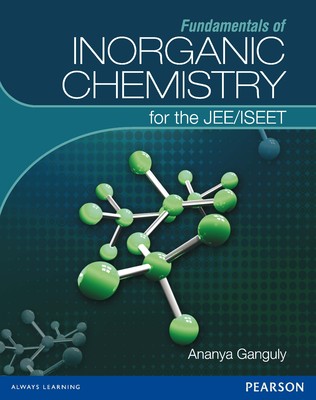 Fundamentals of
INORGANIC
CHEMISTRY
for the JEE/ISEET
Ananya Ganguly
ALWAYS LEARNING
PEARSON